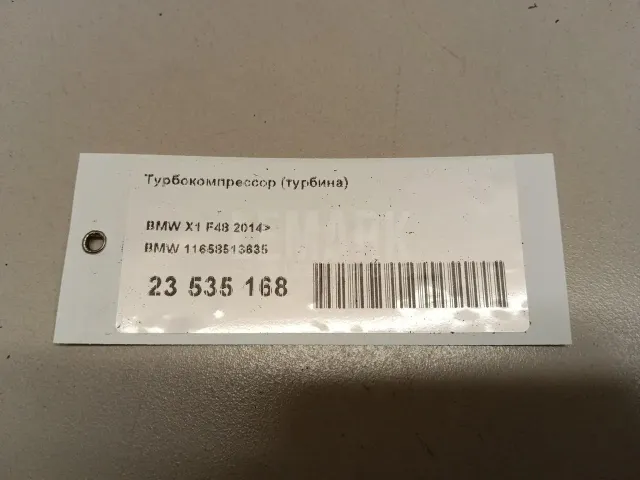 Турбокомпрессор (турбина)
BMW X1 F48 2014>
BMW 11658513635
23 535 168